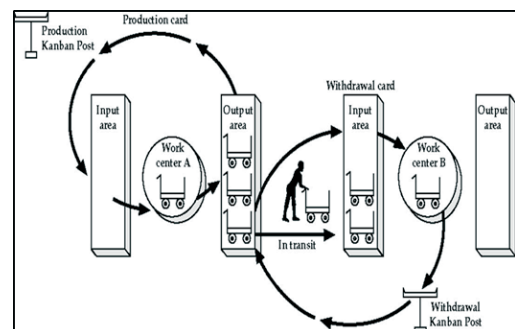 Production
Kanban Post
Production card
Input
area
Work
center A
Output
area
Withdrawal card
Input
area
Work
center B
Output
area
In transit
Withdrawal
Kanban Post